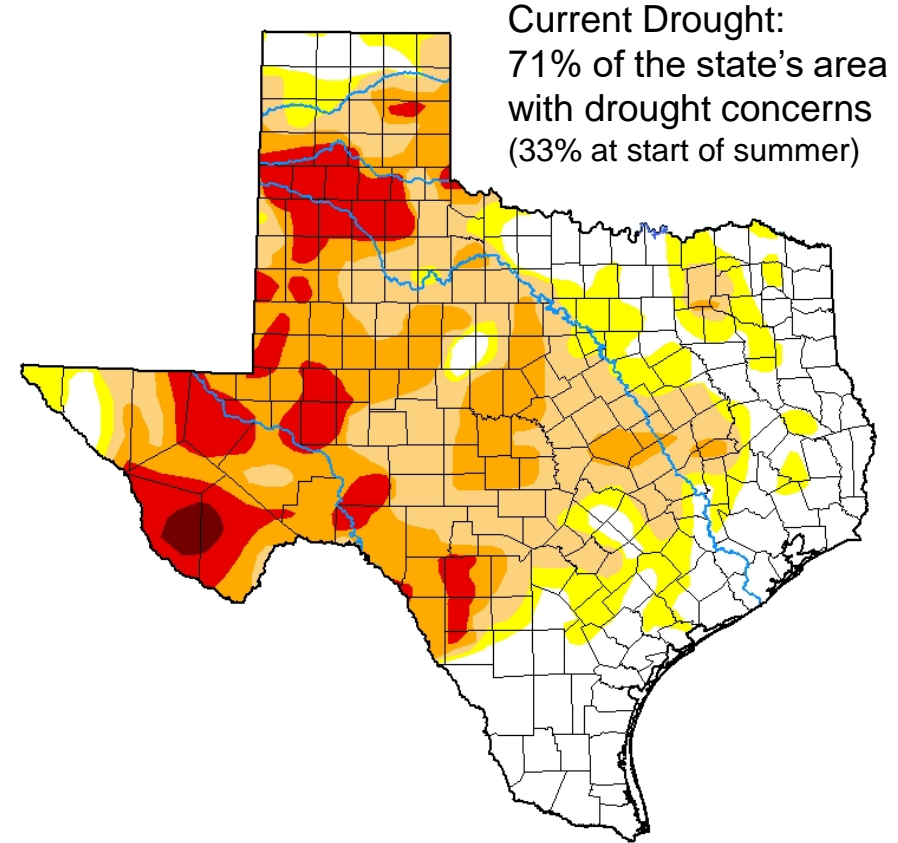 Current Drought:
71% of the state’s area
with drought concerns
(33% at start of summer)